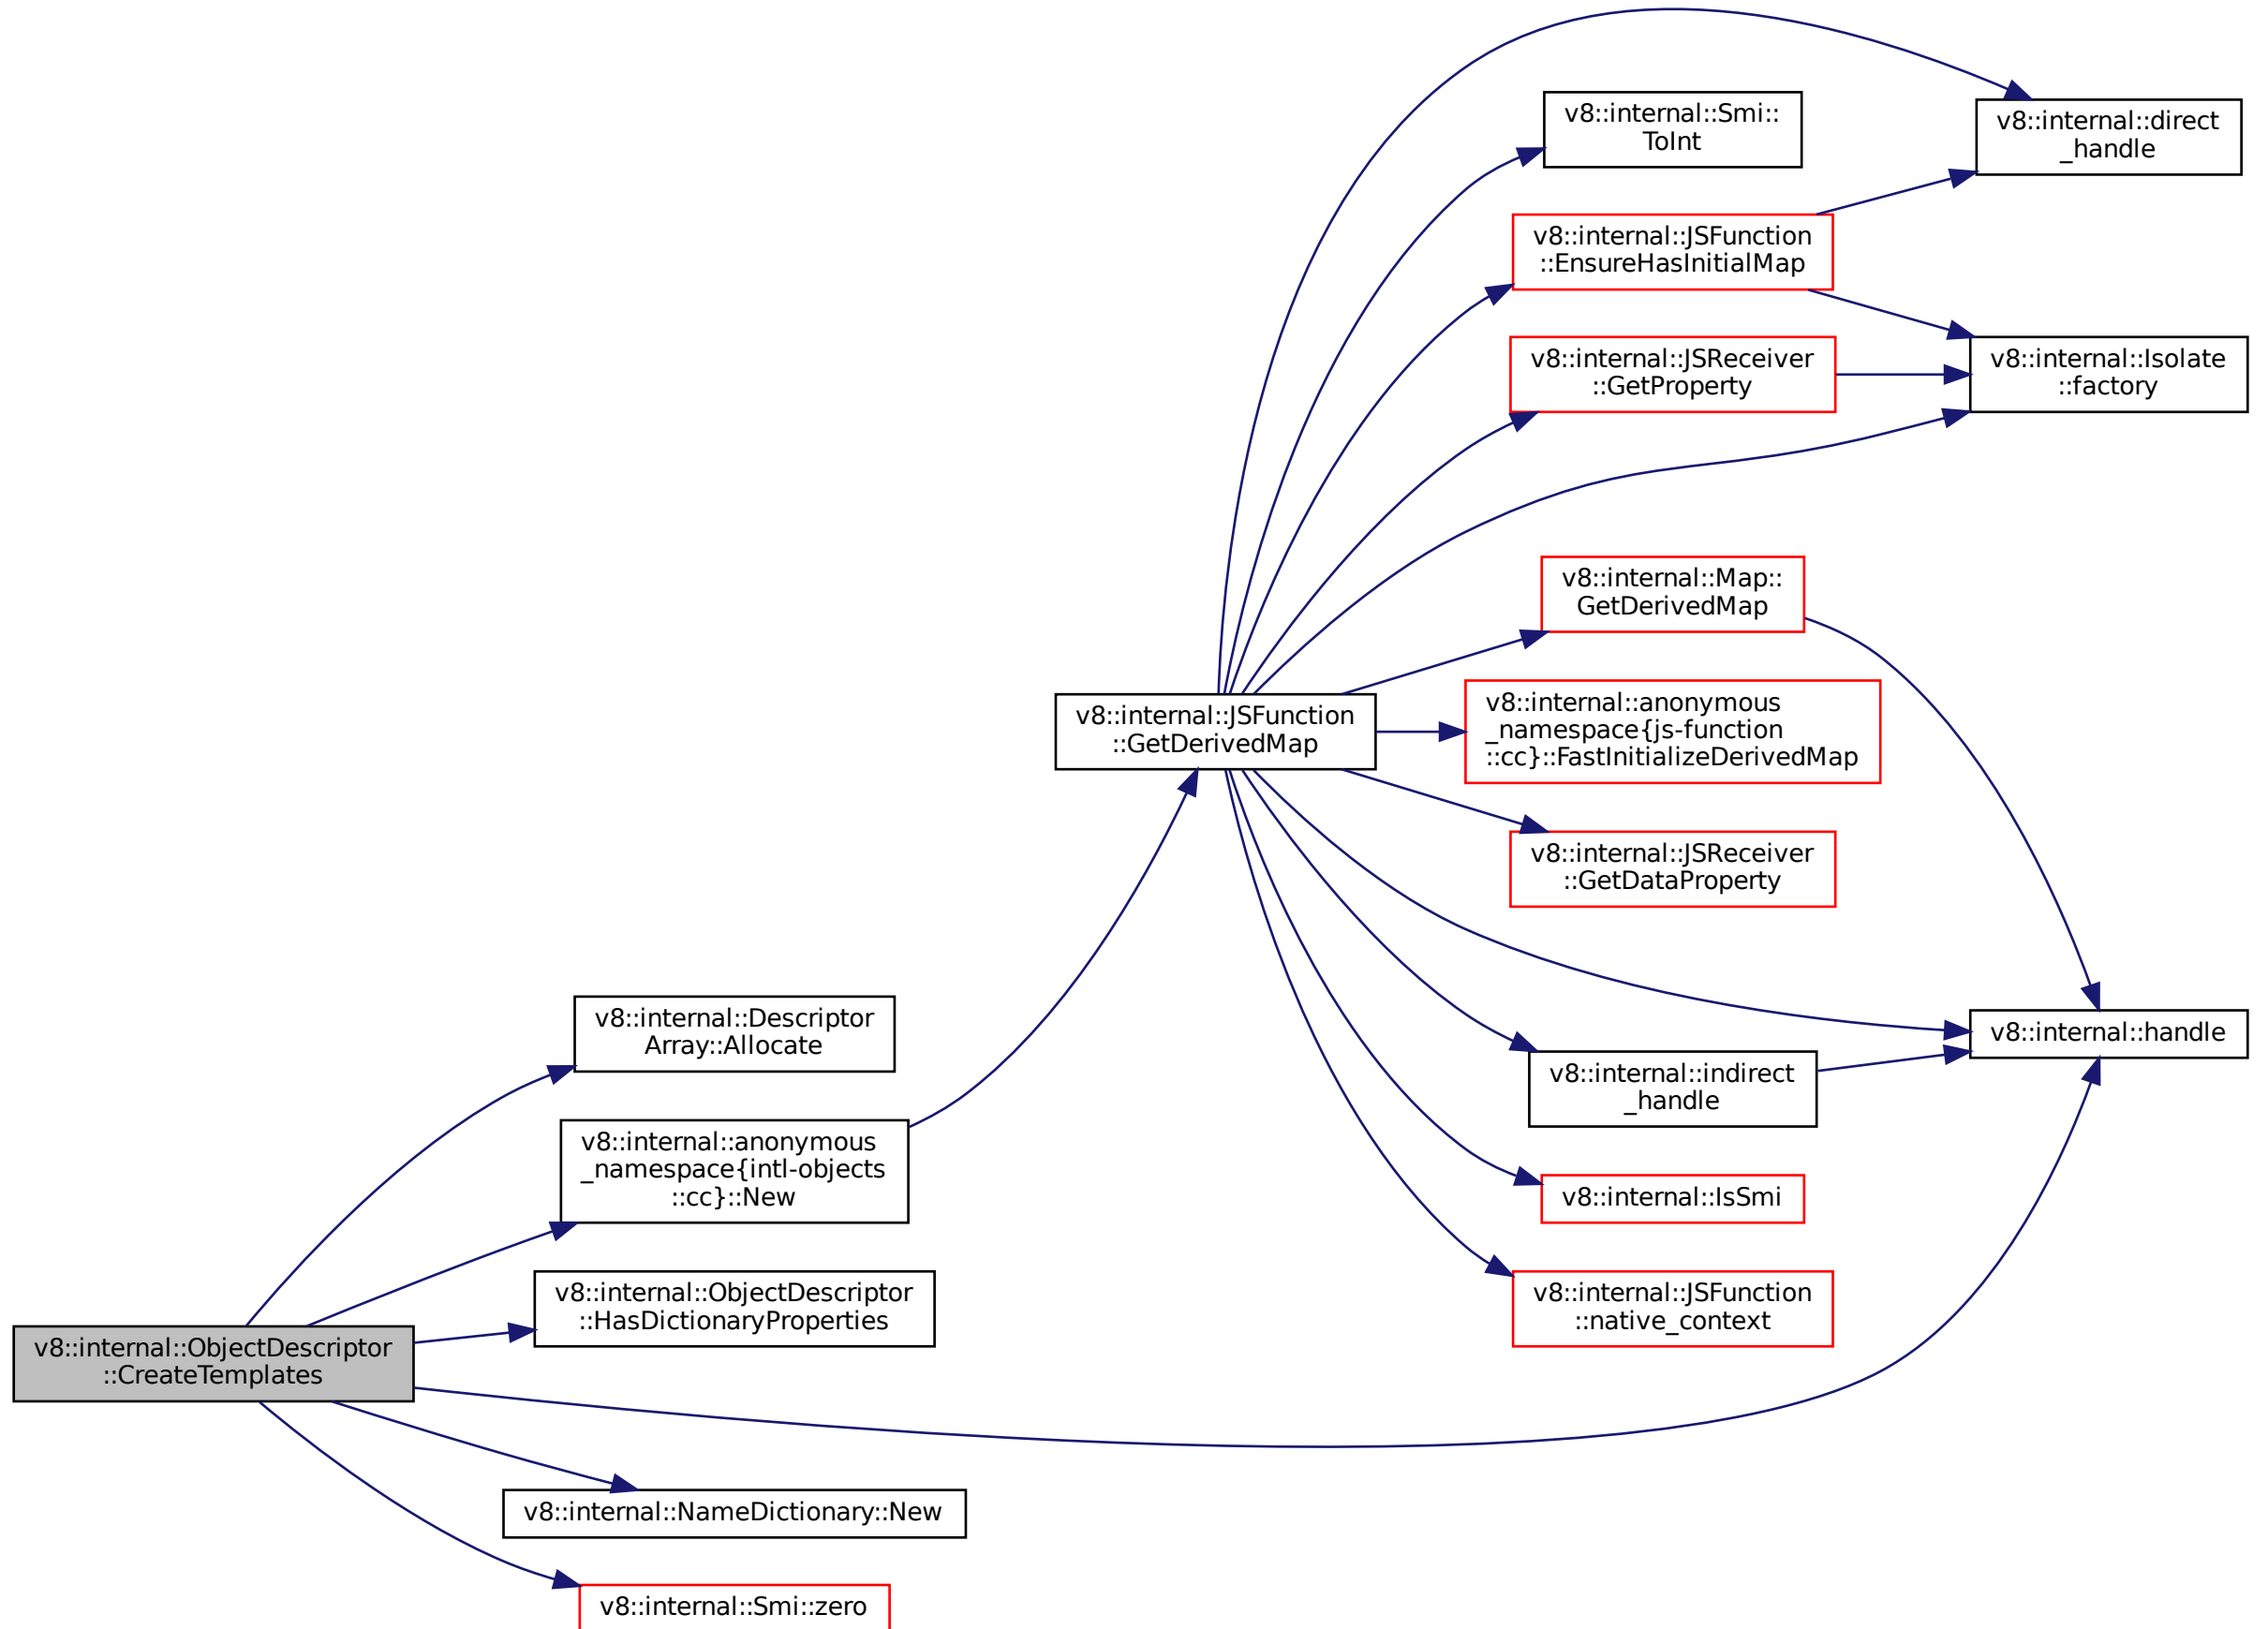 v8::internal::Smi::
ToInt
v8::internal::direct
_handle
v8::internal::JSFunction
::EnsureHasInitialMap
v8::internal::JSReceiver
::GetProperty
v8::internal::Isolate
::factory
v8::internal::Map::
GetDerivedMap
v8::internal::JSFunction
::GetDerivedMap
v8::internal::anonymous
_namespace{js-function
::cc}::FastInitializeDerivedMap
v8::internal::JSReceiver
::GetDataProperty
v8::internal::Descriptor
Array::Allocate
v8::internal::handle
v8::internal::indirect
_handle
v8::internal::anonymous
_namespace{intl-objects
::cc}::New
v8::internal::IsSmi
v8::internal::ObjectDescriptor
::HasDictionaryProperties
v8::internal::JSFunction
::native_context
v8::internal::ObjectDescriptor
::CreateTemplates
v8::internal::NameDictionary::New
v8::internal::Smi::zero